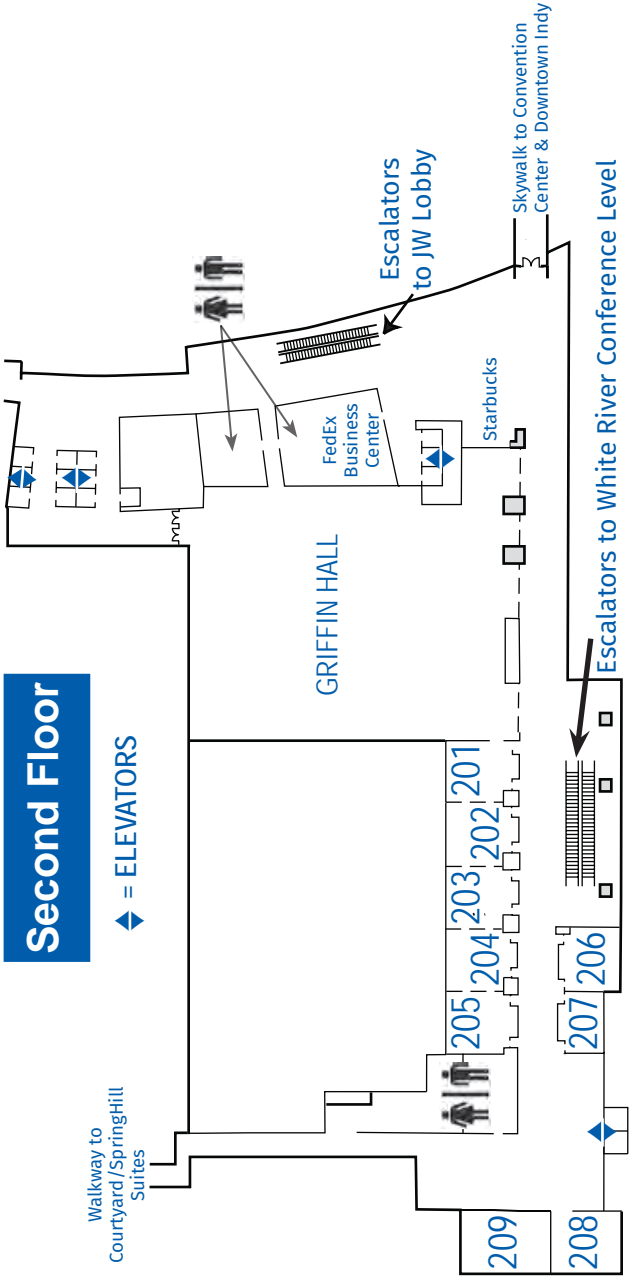 Second Floor
= ELEVATORS
Walkway to
Courtyard/SpringHill
Suites
GRIFFIN HALL
FedEx
Business
Center
Escalators
to JW Lobby
Starbucks
Skywalk to Convention
Center & Downtown Indy
Escalators to White River Conference Level
209
208
205
204
203
202
201
207
206